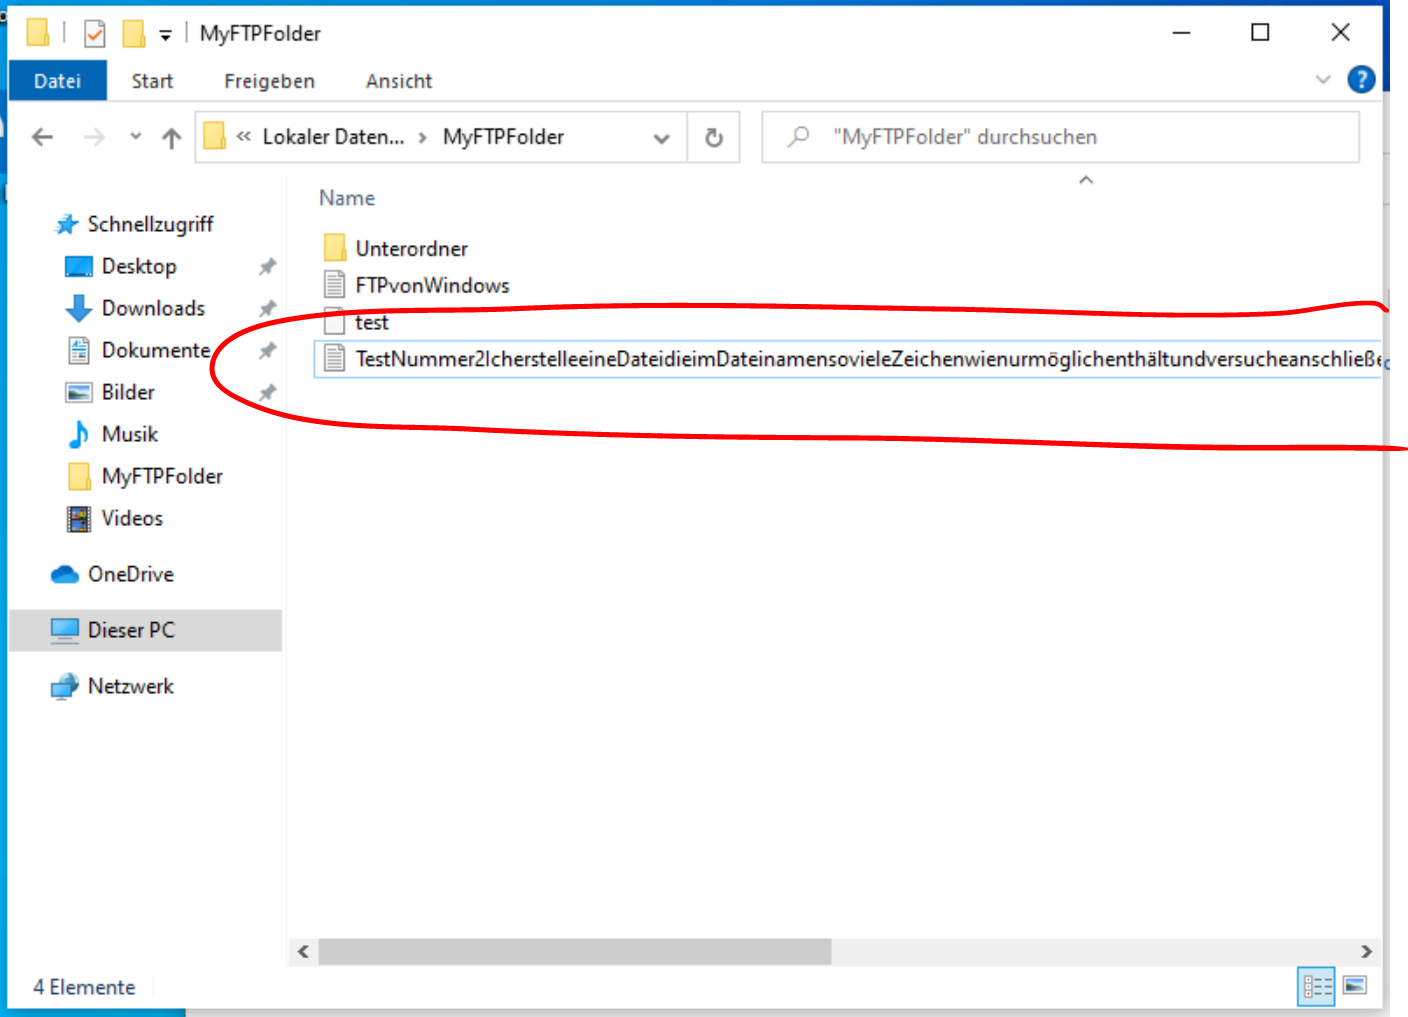 MyFTPFolder
Datei Start Freigeben Ansicht ?
« Lokaler Daten... › MyFTPFolder "MyFTPFolder" durchsuchen
Name
Schnellzugriff
Desktop
Downloads
Dokumente
Bilder
Musik
MyFTPFolder
Videos
OneDrive
Dieser PC
Netzwerk
Unterordner
FTPvonWindows
test
TestNummer2IcherstelleeineDateidieimDateinamensovieleZeichenwienurmöglichenthältundversucheanschließe
4 Elemente